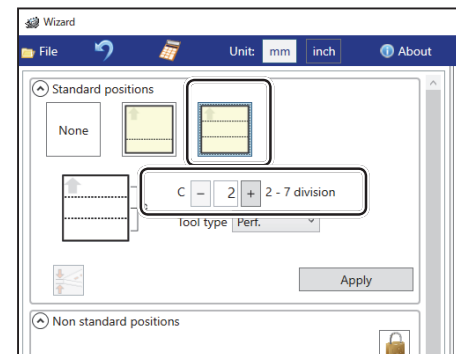 Wizard
File Unit: mm inch About
Standard positions
None
C − 2 + 2 - 7 division
Tool type Perf.
Apply
Non standard positions